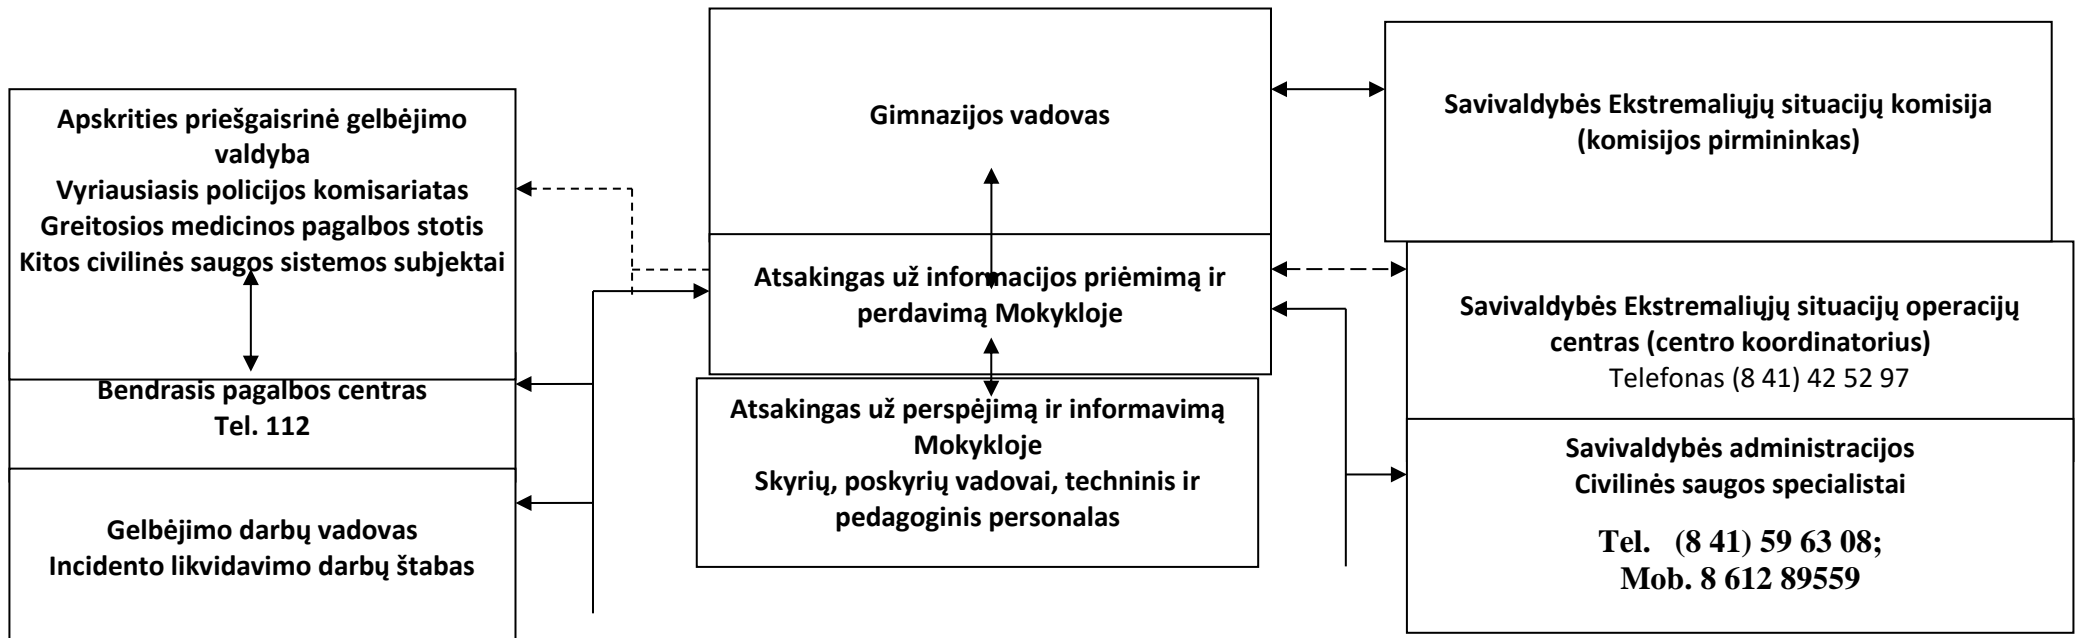 Apskrities priešgaisrinė gelbėjimo
valdyba
Vyriausiasis policijos komisariatas
Greitosios medicinos pagalbos stotis
Kitos civilinės saugos sistemos subjektai
Bendrasis pagalbos centras
Tel. 112
Gelbėjimo darbų vadovas
Incidento likvidavimo darbų štabas
Gimnazijos vadovas
Atsakingas už informacijos priėmimą ir
perdavimą Mokykloje
Atsakingas už perspėjimą ir informavimą
Mokykloje
Skyrių, poskyrių vadovai, techninis ir
pedagoginis personalas
Savivaldybės Ekstremaliųjų situacijų komisija
(komisijos pirmininkas)
Savivaldybės Ekstremaliųjų situacijų operacijų
centras (centro koordinatorius)
Telefonas (8 41) 42 52 97
Savivaldybės administracijos
Civilinės saugos specialistai
Tel. (8 41) 59 63 08;
Mob. 8 612 89559